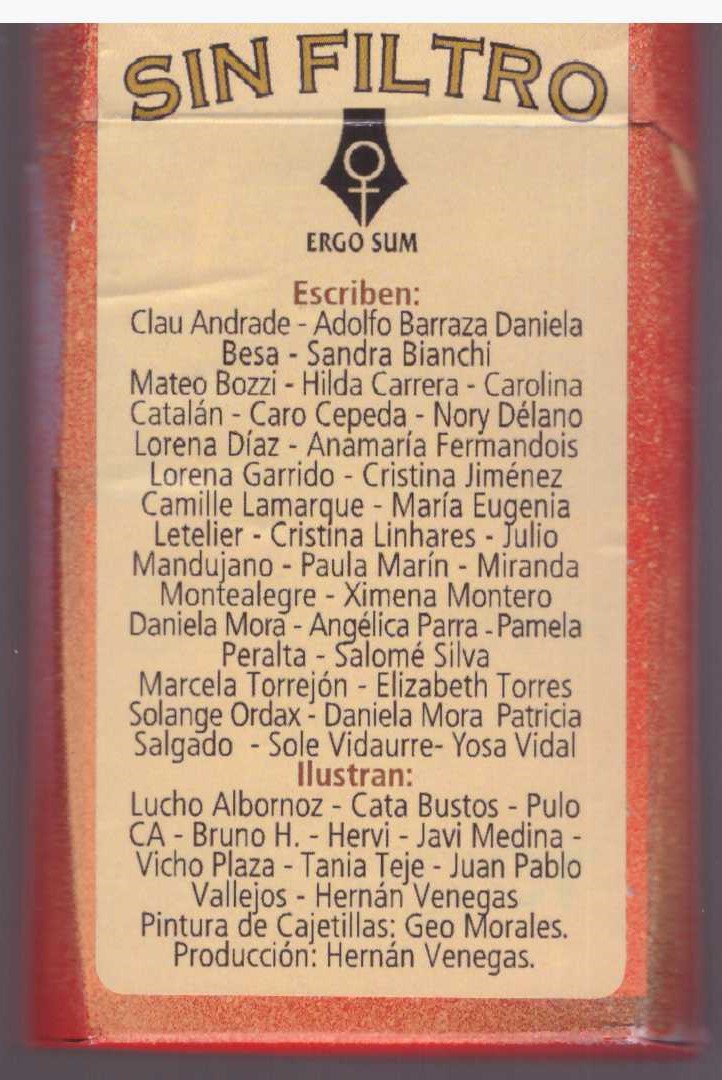 SIN FILTRO
ERGO SUM
Escriben:
Clau Andrade - Adolfo Barraza Daniela
Besa - Sandra Bianchi
Mateo Bozzi - Hilda Carrera - Carolina
Catalán - Caro Cepeda - Nory Délano
Lorena Díaz - Anamaría Fermandois
Lorena Garrido - Cristina Jiménez
Camille Lamarque - María Eugenia
Letelier - Cristina Linhares - Julio
Mandujano - Paula Marín - Miranda
Montealegre - Ximena Montero
Daniela Mora - Angélica Parra - Pamela
Peralta - Salomé Silva
Marcela Torrejón - Elizabeth Torres
Solange Ordax - Daniela Mora Patricia
Salgado - Sole Vidaurre- Yosa Vidal
Ilustran:
Lucho Albornoz - Cata Bustos - Pulo
CA - Bruno H. - Hervi - Javi Medina -
Vicho Plaza - Tania Teje - Juan Pablo
Vallejos - Hernán Venegas
Pintura de Cajetillas: Geo Morales.
Producción: Hernán Venegas.